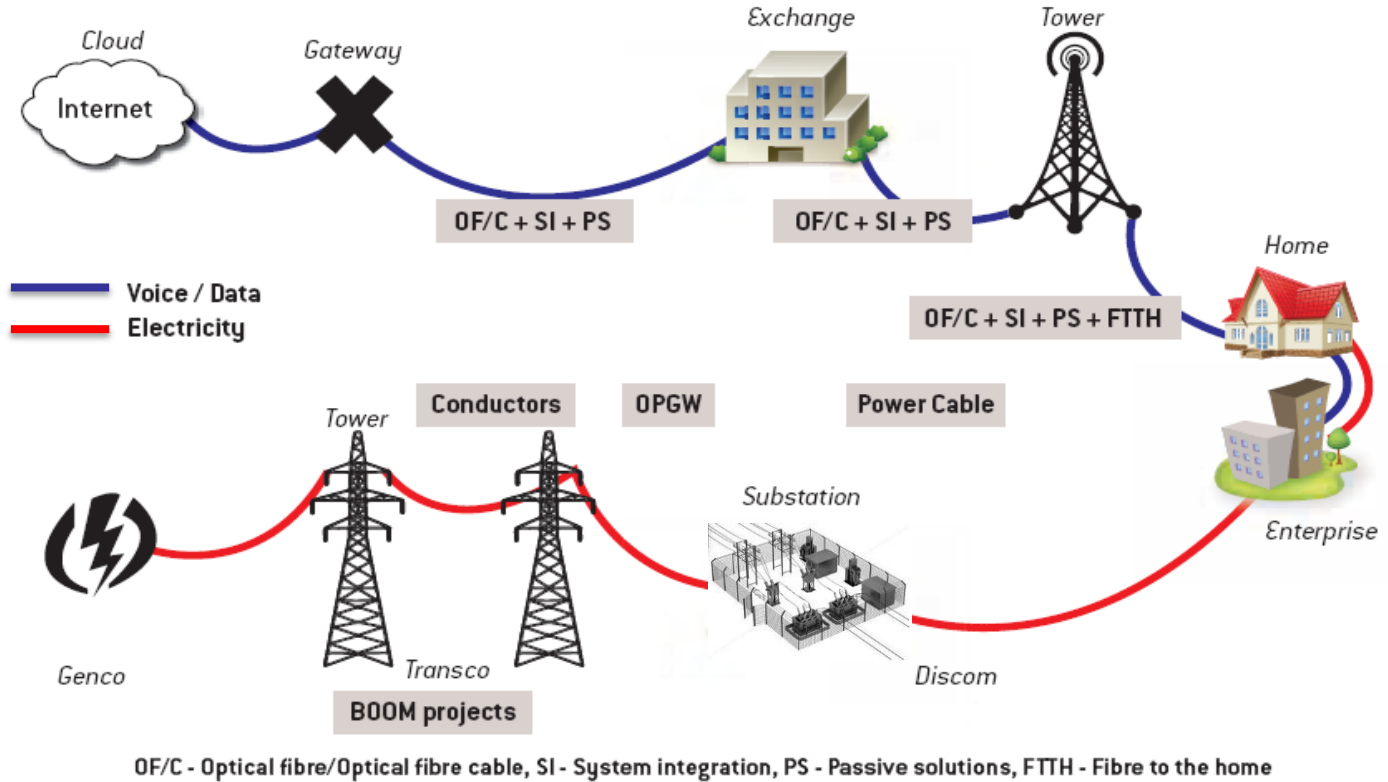 Cloud
Internet
Gateway
Exchange
Tower
OF/C + SI + PS
OF/C + SI + PS
Home
Voice / Data
Electricity
OF/C + SI + PS + FTTH
Tower
Conductors
OPGW
Power Cable
Substation
Enterprise
Genco
Transco
Discom
BOOM projects
OF/C - Optical fibre/Optical fibre cable, SI - System integration, PS - Passive solutions, FTTH - Fibre to the home